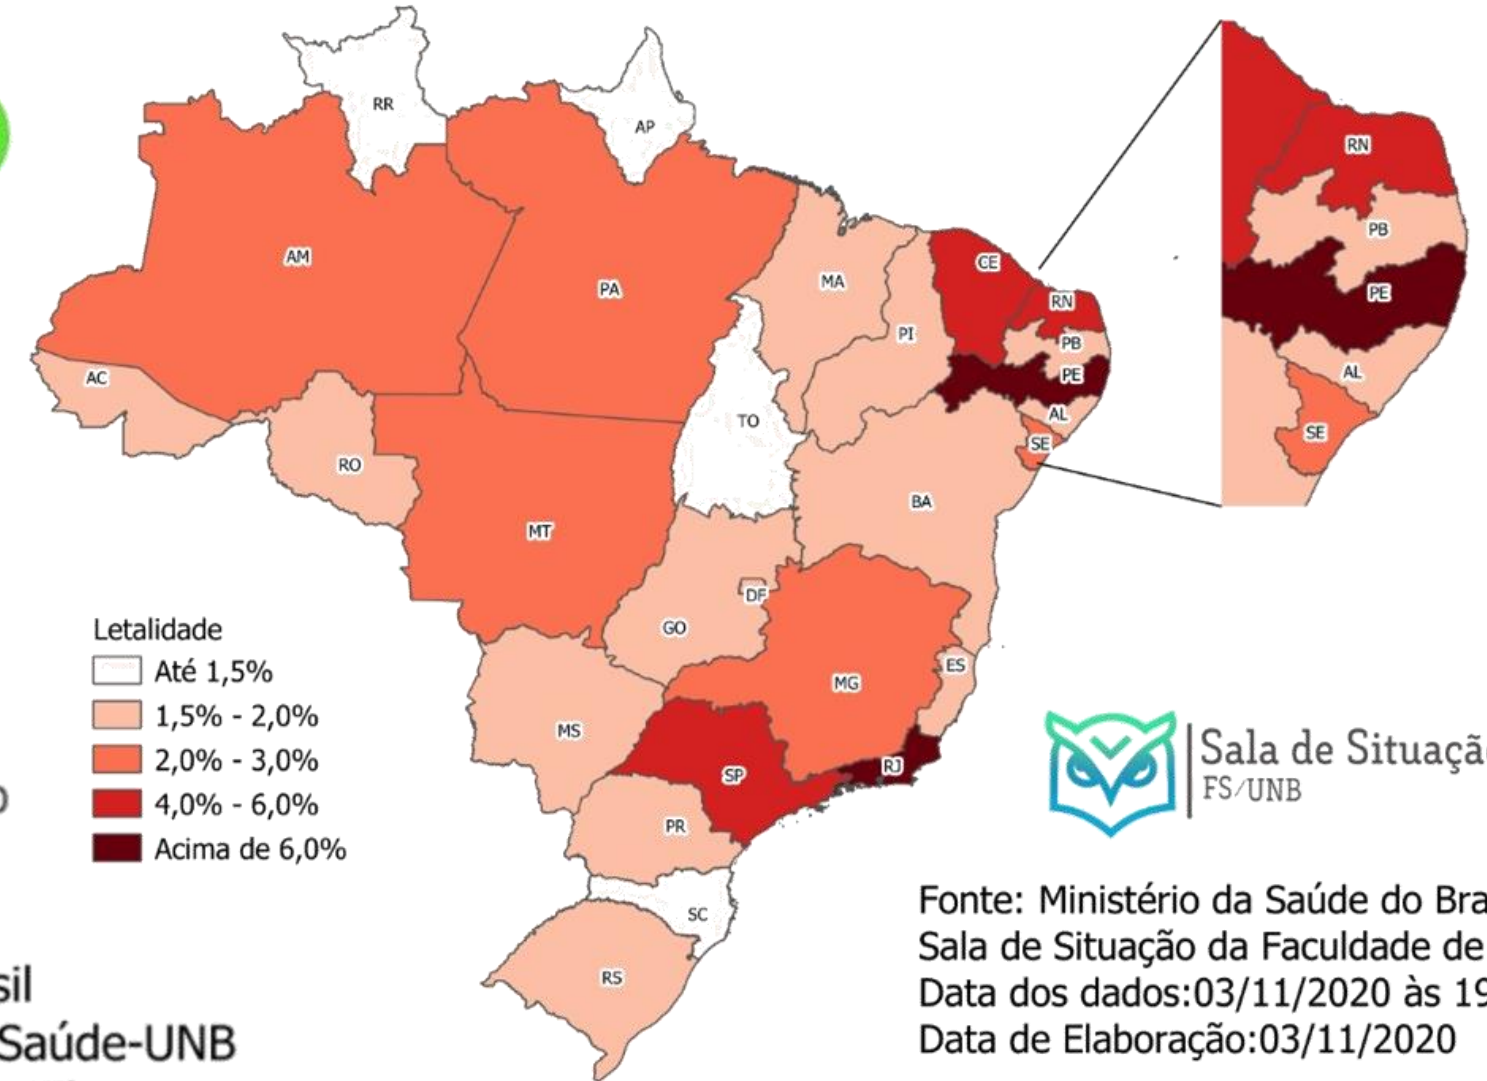 RR
AP
AM
PA
MA
CE
RN
PI
PB
PE
AC
TO
AL
SE
RO
BA
MT
DF
GO
ES
MG
MS
RJ
SP
PR
SC
RS
RN
PB
PE
AL
SE
Letalidade
Até 1,5%
1,5% - 2,0%
2,0% - 3,0%
4,0% - 6,0%
Acima de 6,0%
Sala de Situação
FS/UNB
Fonte: Ministério da Saúde do Bra
Sala de Situação da Faculdade de
Data dos dados:03/11/2020 às 19
Data de Elaboração:03/11/2020
sil
Saúde-UNB